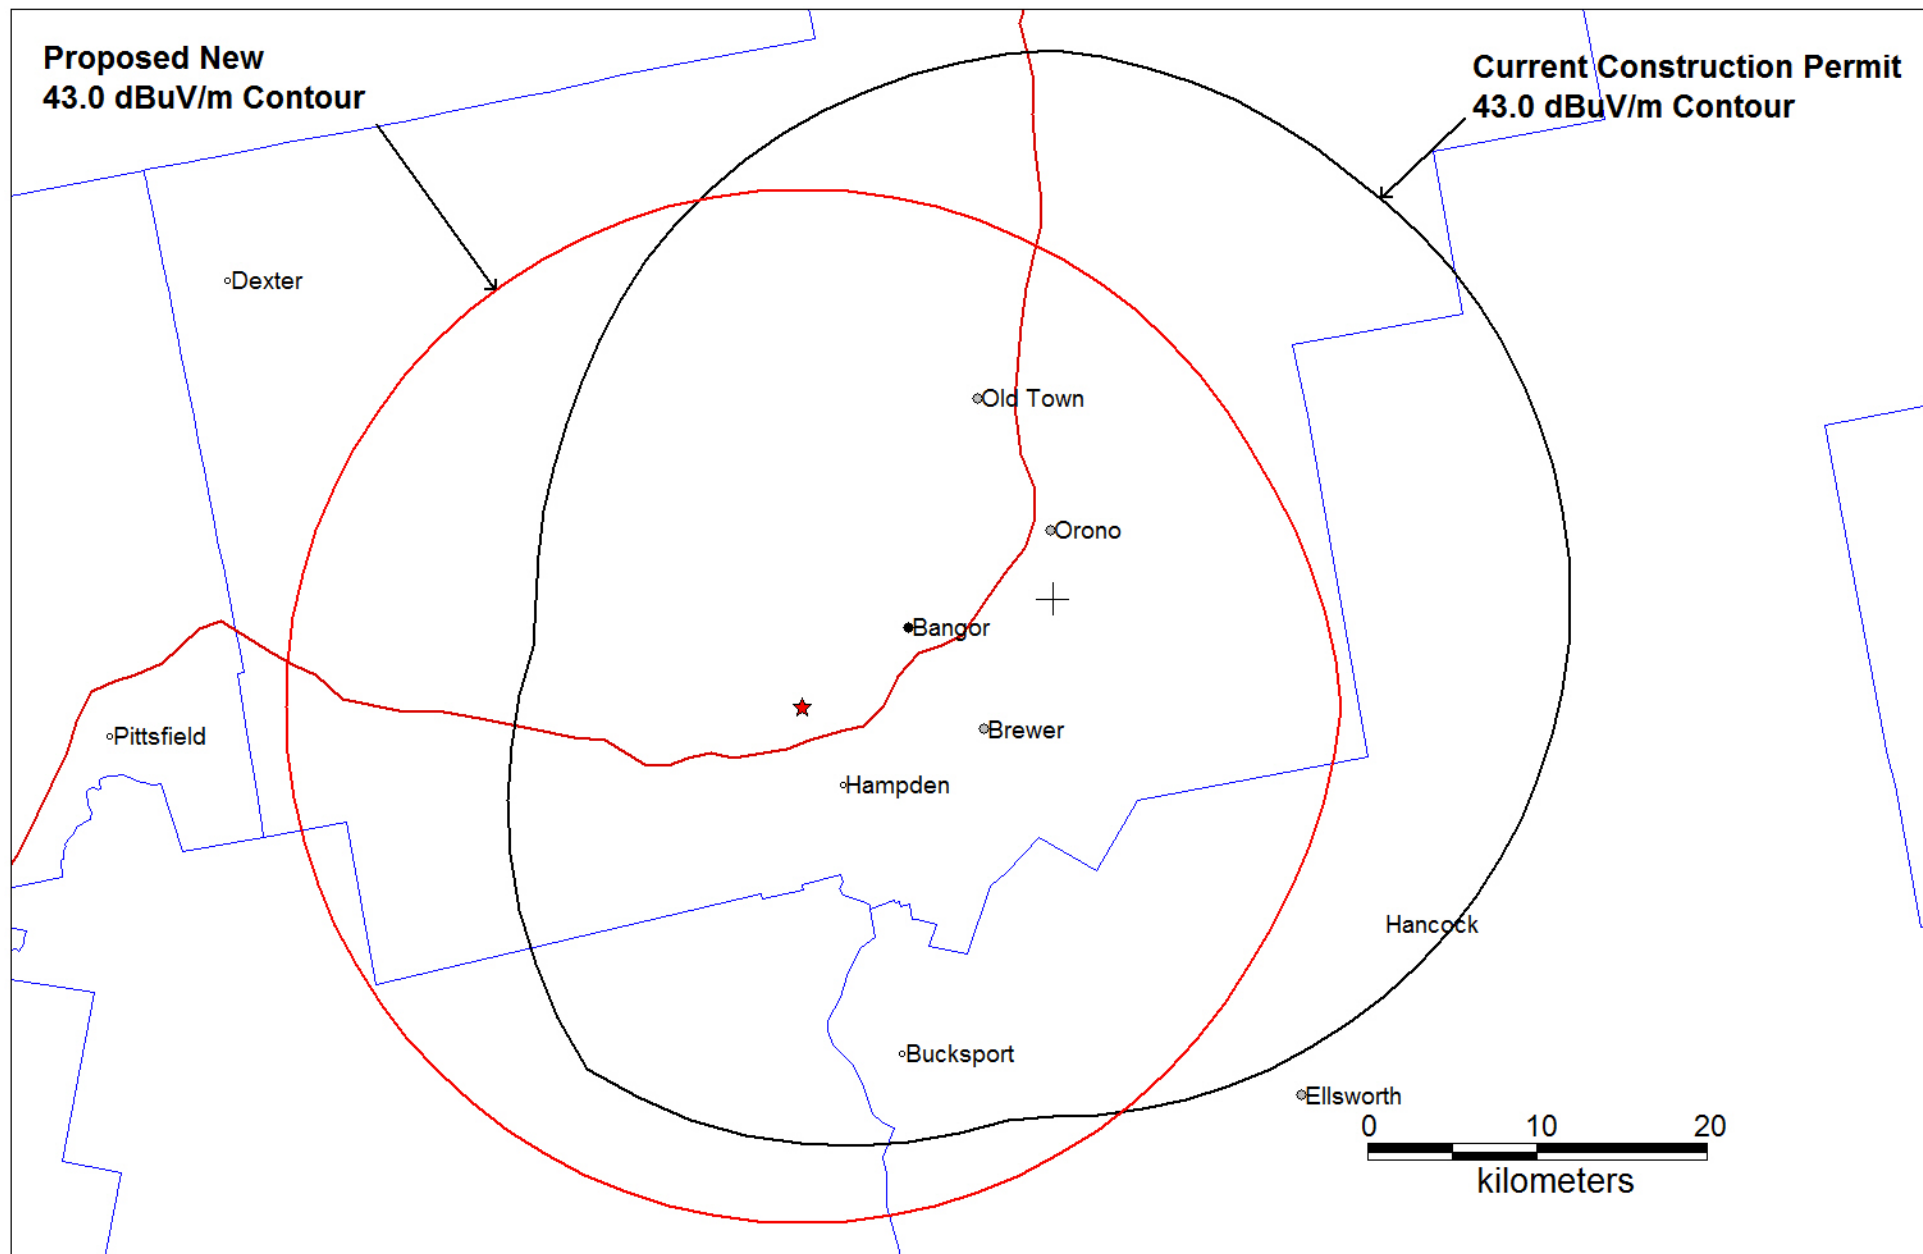 Proposed New
43.0 dBuV/m Contour
Current Construction Permit
43.0 dBuV/m Contour
Dexter
Old Town
Orono
Bangor
Pittsfield
Brewer
Hampden
Hancock
Bucksport
Ellsworth
0 10 20
kilometers